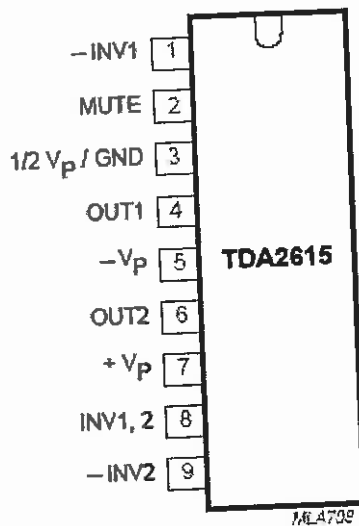 −INV1 1
MUTE 2
1/2 VP / GND 3
OUT1 4
−VP 5
TDA2615
OUT2 6
+VP 7
INV1, 2 8
−INV2 9
MLA709